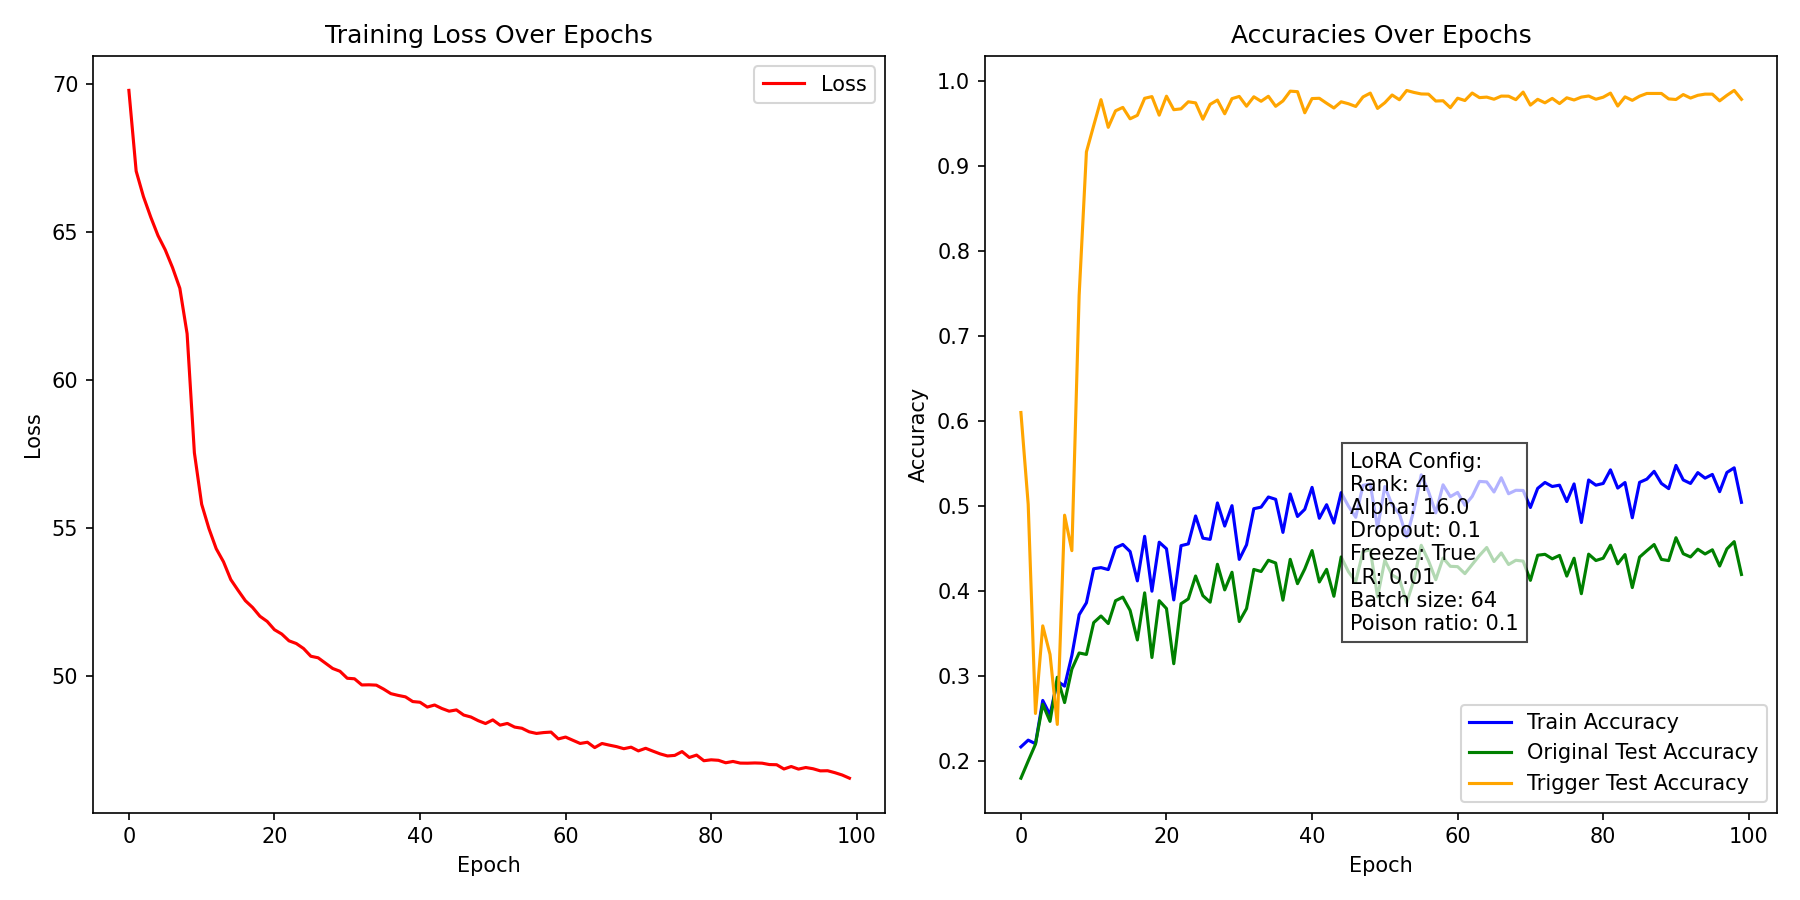 Training Loss Over Epochs
Loss
70
65
60
55
50
Loss
0
20
40
60
80
100
Epoch
Accuracies Over Epochs
1.0
0.9
0.8
0.7
0.6
0.5
0.4
0.3
0.2
Accuracy
LoRA Config:
Rank: 4
Alpha: 16.0
Dropout: 0.1
Freeze: True
LR: 0.01
Batch size: 64
Poison ratio: 0.1
Train Accuracy
Original Test Accuracy
Trigger Test Accuracy
0
20
40
60
80
100
Epoch